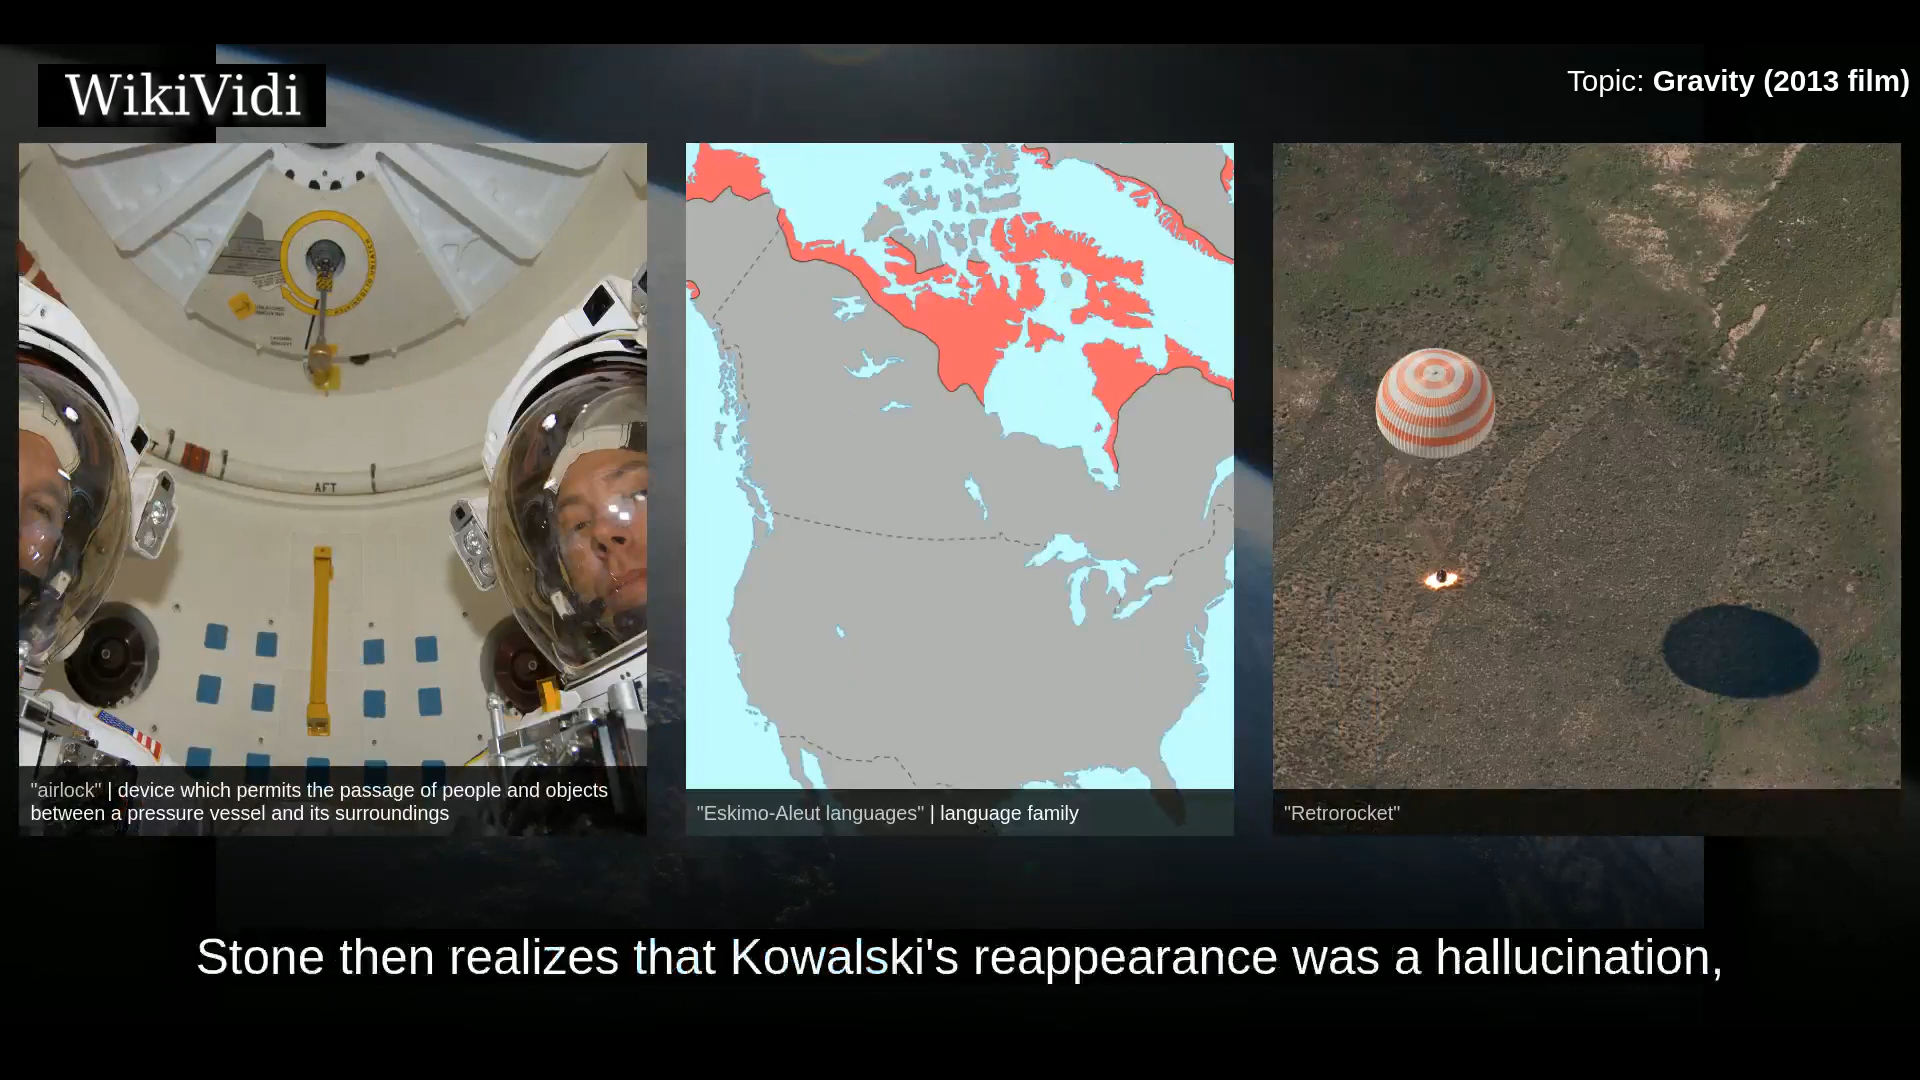 WikiVidi
Topic: Gravity (2013 film)
AFT
"airlock" | device which permits the passage of people and objects
between a pressure vessel and its surroundings
"Eskimo-Aleut languages" | language family
"Retrorocket"
Stone then realizes that Kowalski's reappearance was a hallucination,